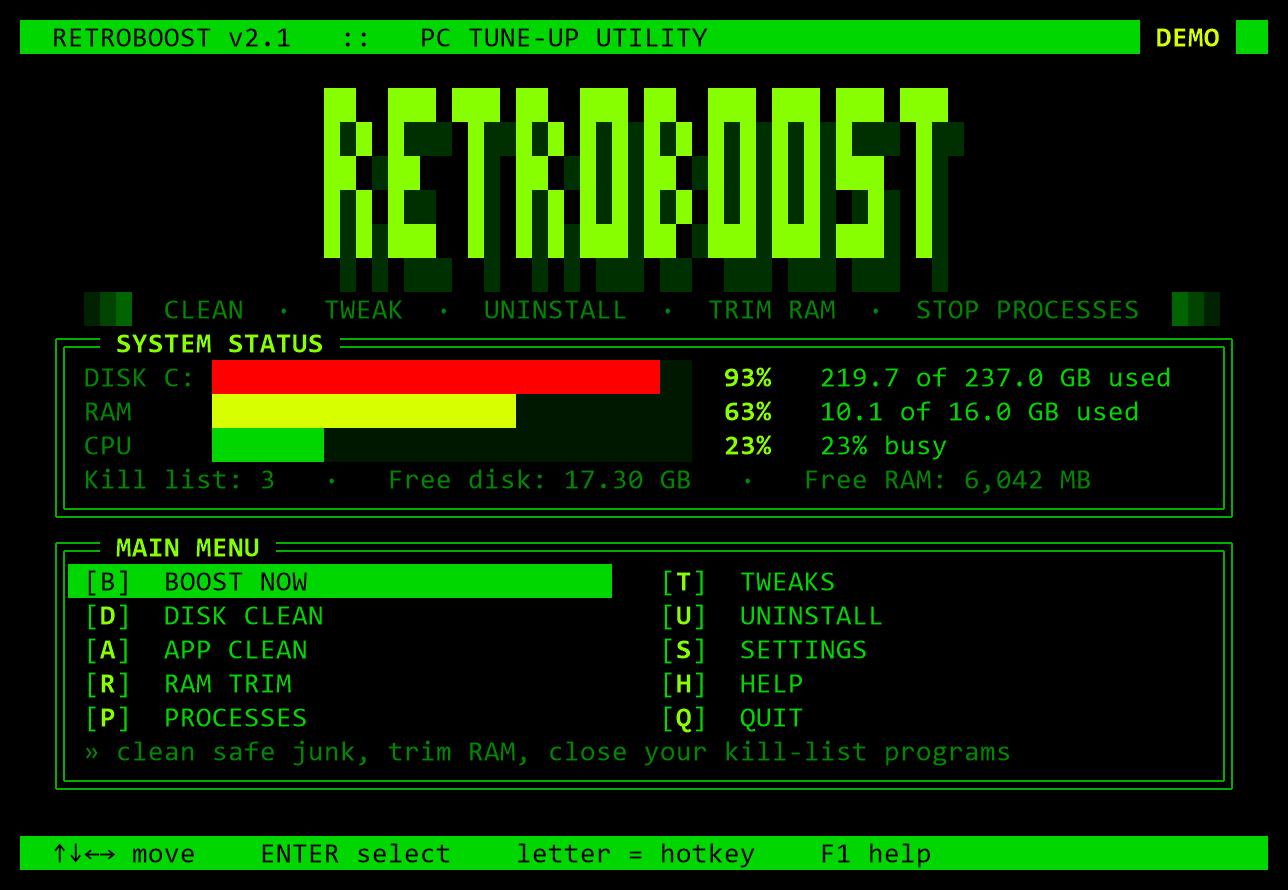 RETROBOOST v2.1 :: PC TUNE-UP UTILITY DEMO
RETROBOOST
CLEAN · TWEAK · UNINSTALL · TRIM RAM · STOP PROCESSES
SYSTEM STATUS
DISK C: 93% 219.7 of 237.0 GB used
RAM 63% 10.1 of 16.0 GB used
CPU 23% 23% busy
Kill list: 3 · Free disk: 17.30 GB · Free RAM: 6,042 MB
MAIN MENU
[B] BOOST NOW [T] TWEAKS
[D] DISK CLEAN [U] UNINSTALL
[A] APP CLEAN [S] SETTINGS
[R] RAM TRIM [H] HELP
[P] PROCESSES [Q] QUIT
» clean safe junk, trim RAM, close your kill-list programs
↑↓←→ move ENTER select letter = hotkey F1 help